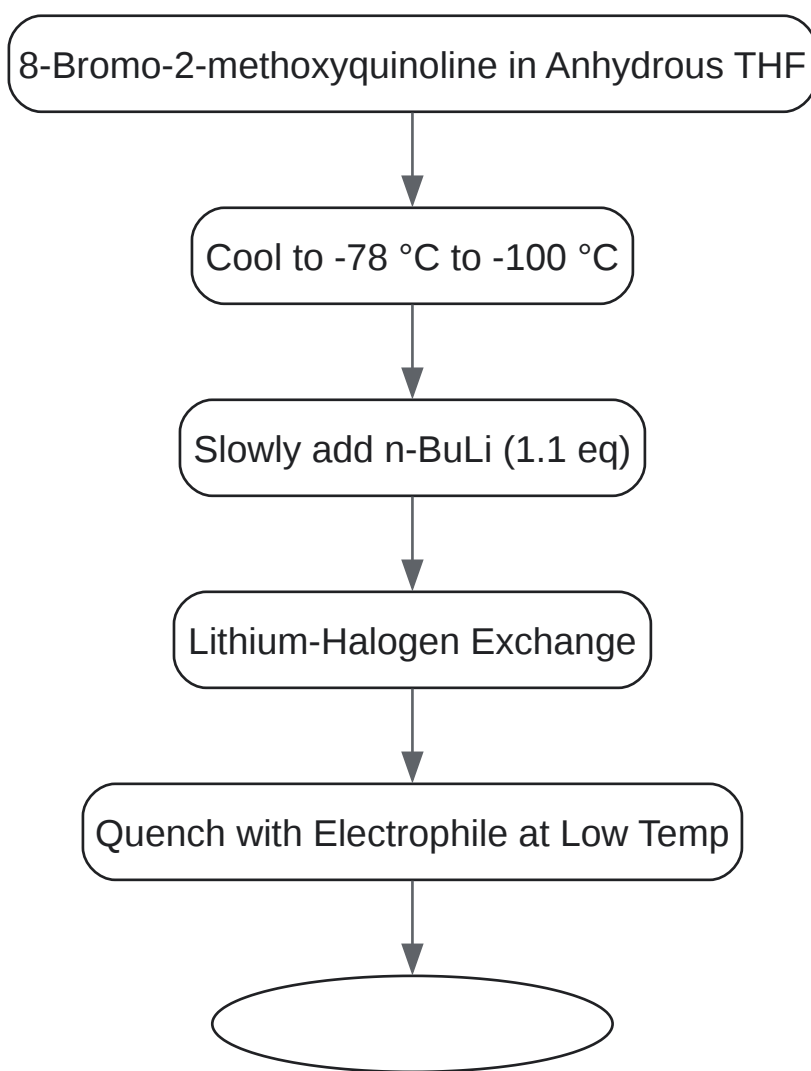 8-Bromo-2-methoxyquinoline in Anhydrous THF
Cool to -78 °C to -100 °C
Slowly add n-BuLi (1.1 eq)
Lithium-Halogen Exchange
Quench with Electrophile at Low Temp